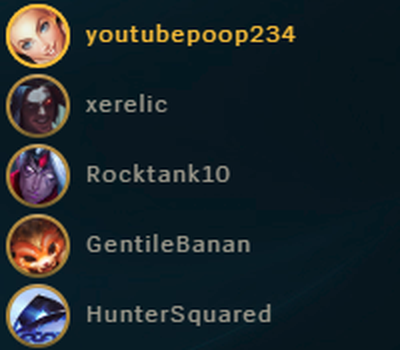 youtubepoop234
xerelic
Rocktank10
GentileBanan
HunterSquared